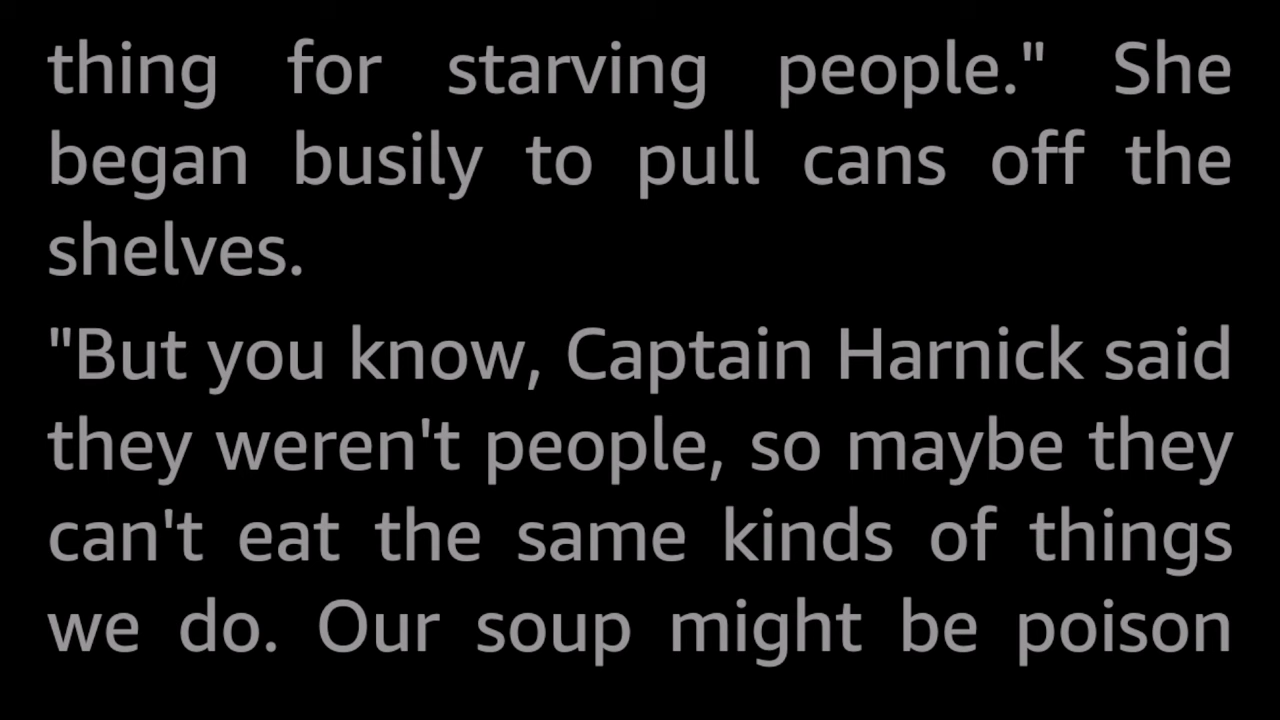 thing for starving people." She
began busily to pull cans off the
shelves.
"But you know, Captain Harnick said
they weren't people, so maybe they
can't eat the same kinds of things
we do. Our soup might be poison